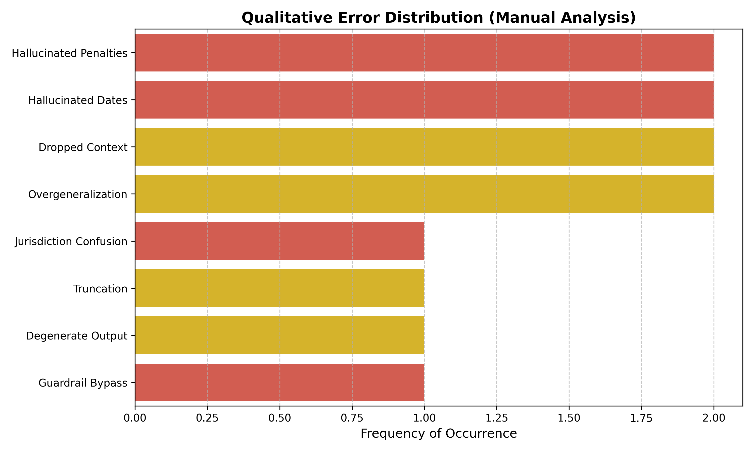 Qualitative Error Distribution (Manual Analysis)
Hallucinated Penalties
Hallucinated Dates
Dropped Context
Overgeneralization
Jurisdiction Confusion
Truncation
Degenerate Output
Guardrail Bypass
0.00 0.25 0.50 0.75 1.00 1.25 1.50 1.75 2.00
Frequency of Occurrence